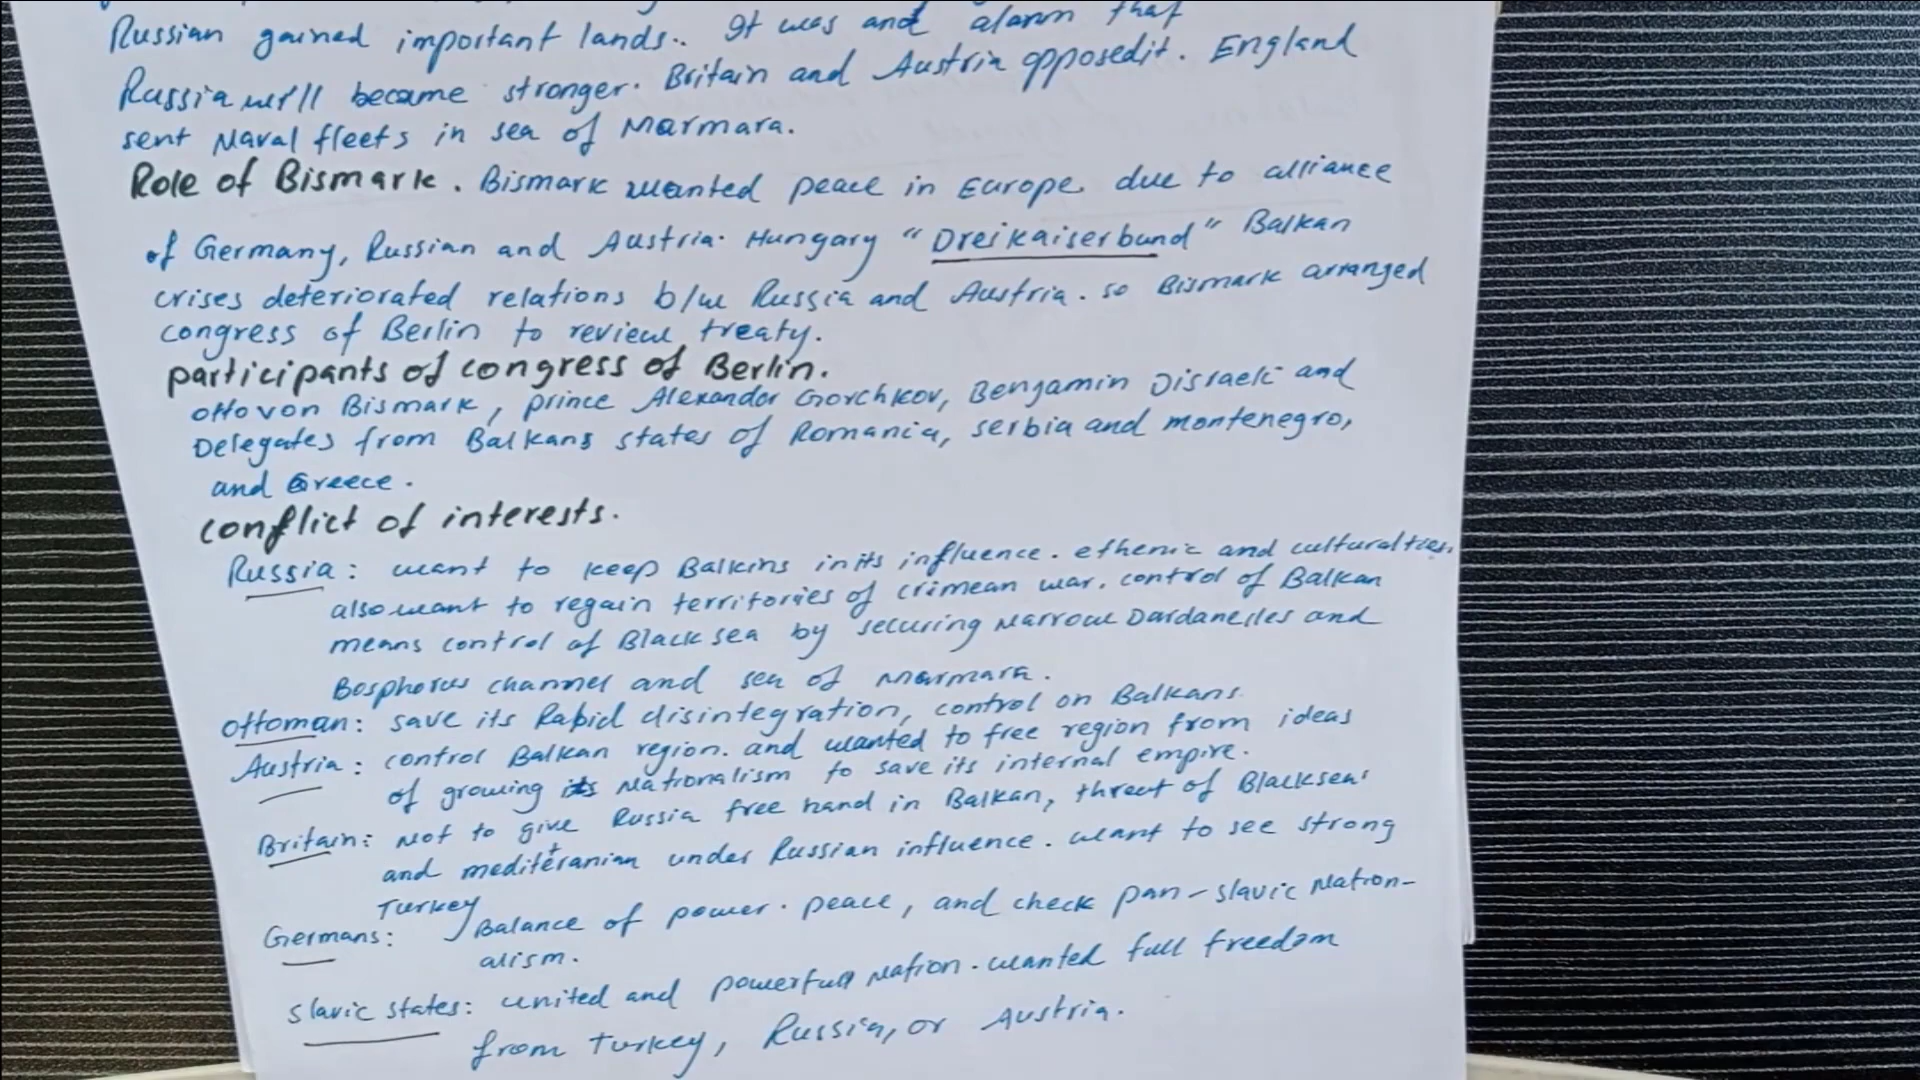 Russian gained important lands.. It was and alarm that
Russia will became stronger. Britain and Austria opposedit. England
sent Naval fleets in sea of Marmara.
Role of Bismark. Bismark wanted peace in Europe due to alliance
of Germany, Russian and Austria-Hungary "Dreikaiserbund" Balkan
crises deteriorated relations b/w Russia and Austria. so Bismark arranged
congress of Berlin to review treaty.
participants of congress of Berlin.
otto von Bismark, prince Alexander Gorchkov, Bengamin Disraeli and
Delegates from Balkans states of Romania, serbia and montenegro,
and Greece.
conflict of interests.
Russia: want to keep Balkins in its influence. ethenic and cultural ties.
also want to regain territories of crimean war. control of Balkan
means control of Black sea by securing narrow Dardanelles and
Bosphorus channel and sea of marmara.
ottoman: save its Rapid disintegration, control on Balkans.
Austria: control Balkan region. and wanted to free region from ideas
of growing its Nationalism to save its internal empire.
Britain: Not to give Russia free hand in Balkan, threat of Blacksea
and mediteranian under Russian influence. want to see strong
Turkey
Germans: Balance of power. peace, and check pan-slavic Nation-
alism.
slavic states: united and powerfull Nation. wanted full freedom
from Turkey, Russia, or Austria.